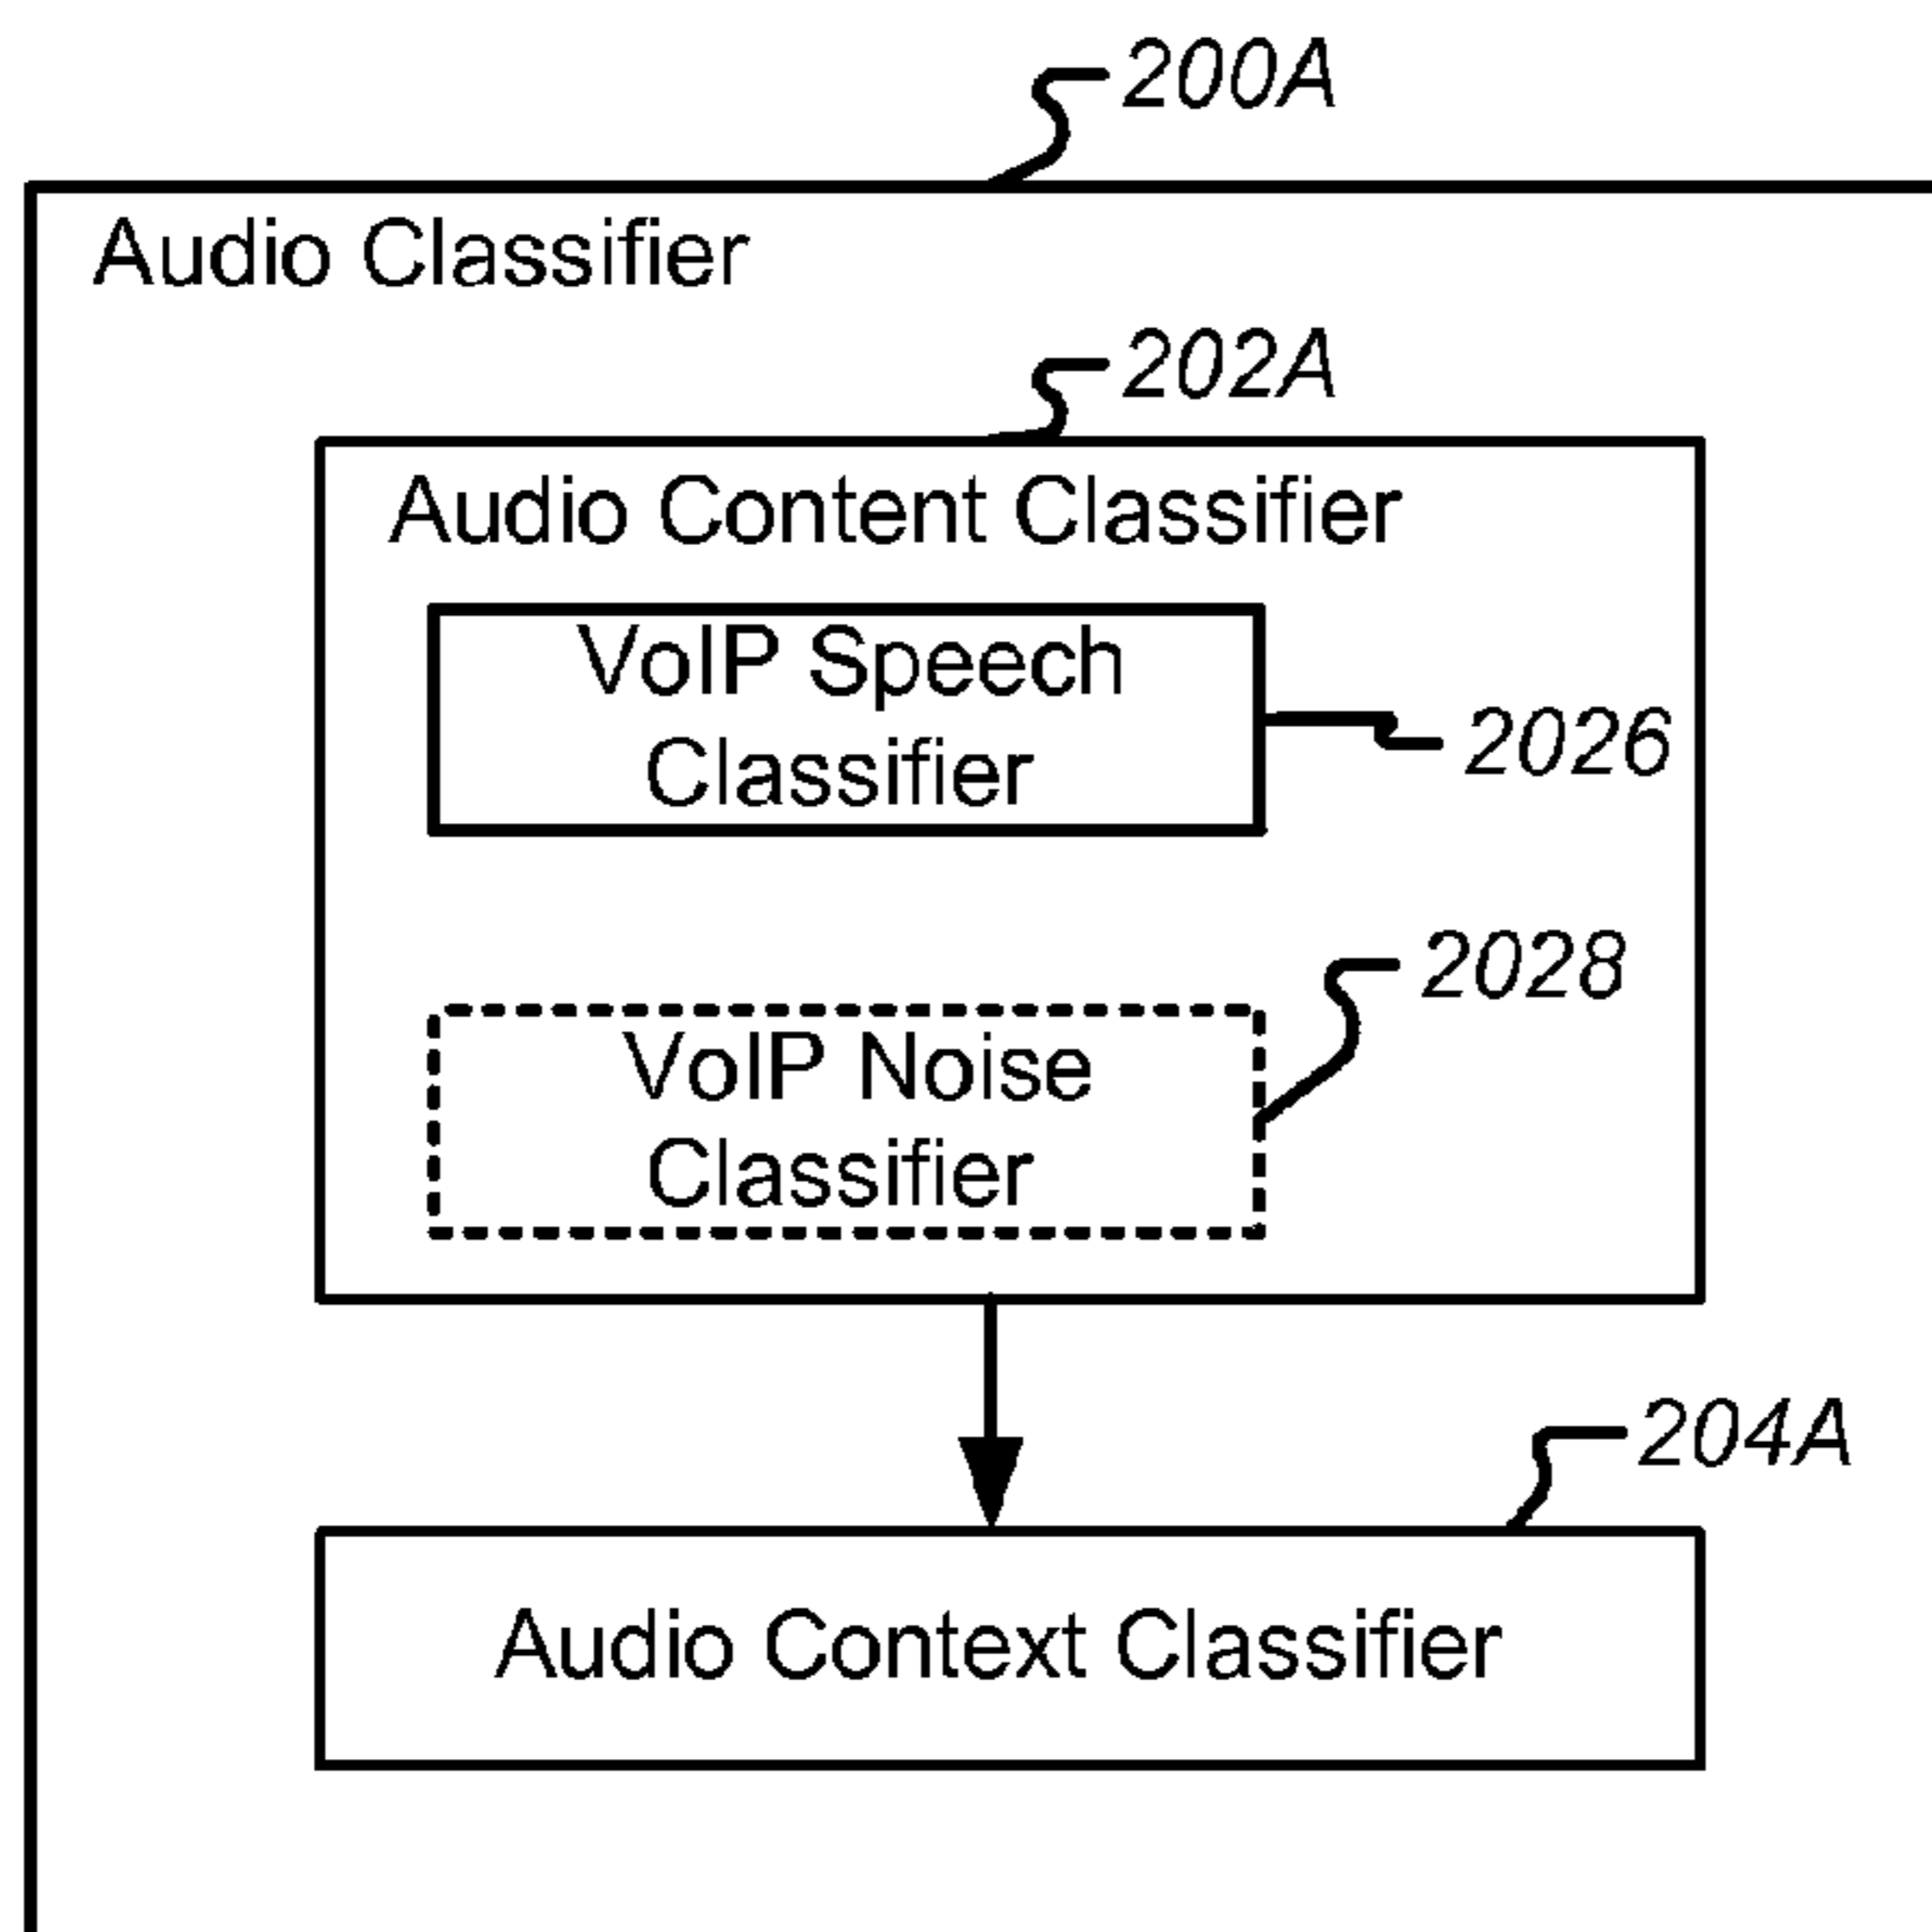 200A
Audio Classifier
202A
Audio Content Classifier
VoIP Speech
Classifier
2026
2028
VoIP Noise
Classifier
204A
Audio Context Classifier